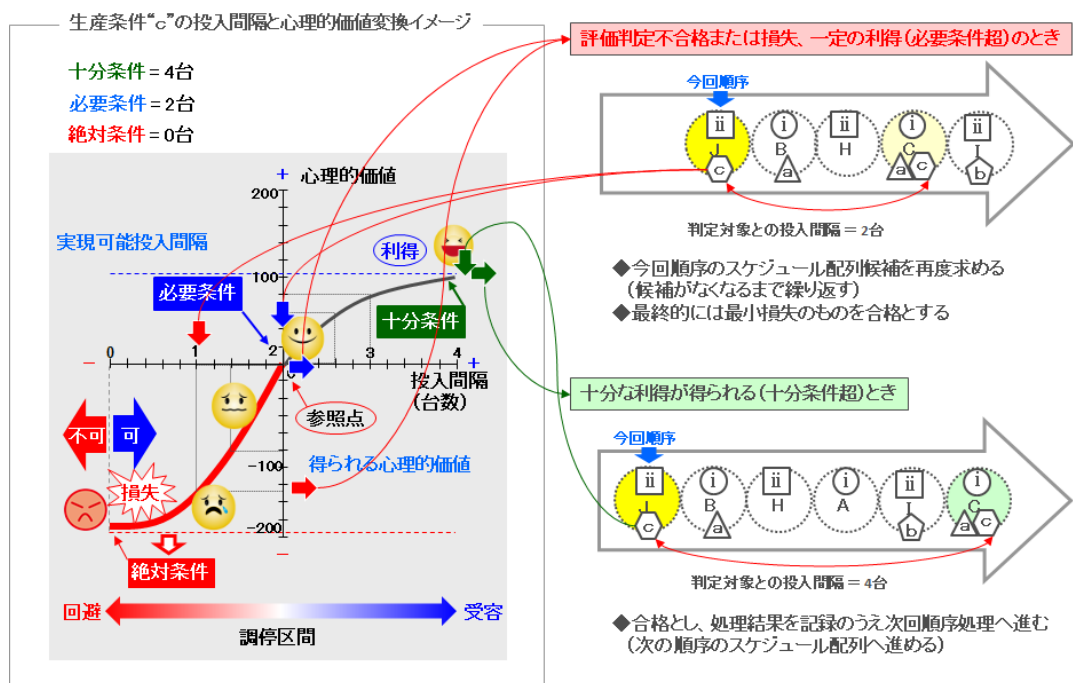 生産条件“c”の投入間隔と心理的価値変換イメージ
十分条件=4台
必要条件=2台
絶対条件=0台
+ 心理的価値
200
実現可能投入間隔
利得
100
必要条件
十分条件
0 1 2 3 4
− 0 +
投入間隔
(台数)
参照点
不可 可
-100
得られる心理的価値
損失
-200
−
絶対条件
回避 受容
調停区間
評価判定不合格または損失、一定の利得(必要条件超)のとき
今回順序
ii i ii i ii
J B H C I
c a a c b
判定対象との投入間隔=2台
◆今回順序のスケジュール配列候補を再度求める
(候補がなくなるまで繰り返す)
◆最終的には最小損失のものを合格とする
十分な利得が得られる(十分条件超)とき
今回順序
ii i ii i ii i
J B H A I C
c a b a c
判定対象との投入間隔=4台
◆合格とし、処理結果を記録のうえ次回順序処理へ進む
(次の順序のスケジュール配列へ進める)